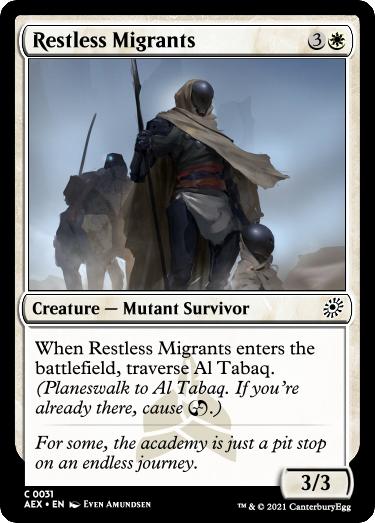 Restless Migrants 3
Creature — Mutant Survivor
When Restless Migrants enters the
battlefield, traverse Al Tabaq.
(Planeswalk to Al Tabaq. If you're
already there, cause .)
For some, the academy is just a pit stop
on an endless journey.
3/3
C 0031
AEX • EN Even Amundsen
™ & © 2021 CanterburyEgg